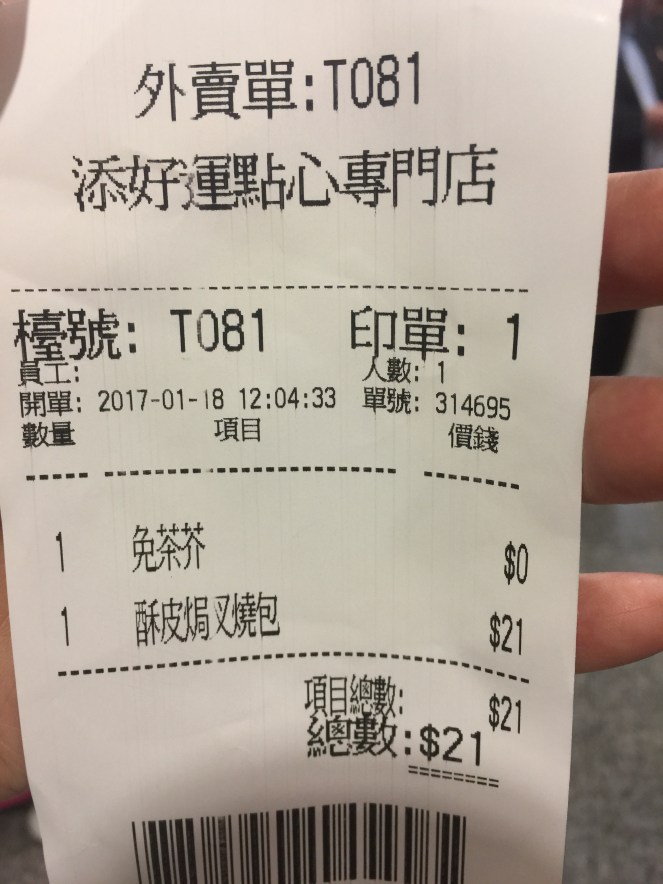 外賣單:T081
添好運點心專門店
檯號: T081 印單: 1
員工: 人數: 1
開單: 2017-01-18 12:04:33 單號: 314695
數量 項目 價錢
1 免茶芥 $0
1 酥皮焗叉燒包 $21
項目總數: $21
總數:$21